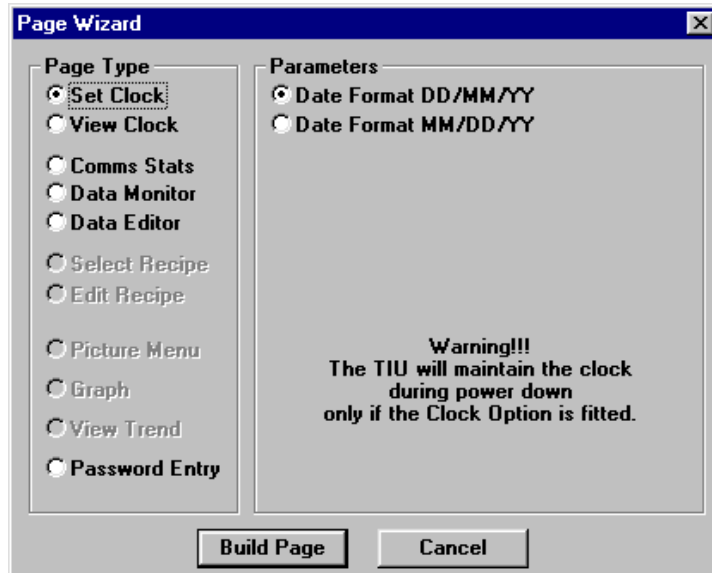 Page Wizard
Page Type
Set Clock
View Clock
Comms Stats
Data Monitor
Data Editor
Select Recipe
Edit Recipe
Picture Menu
Graph
View Trend
Password Entry
Parameters
Date Format DD/MM/YY
Date Format MM/DD/YY
Warning!!!
The TIU will maintain the clock
during power down
only if the Clock Option is fitted.
Build Page
Cancel